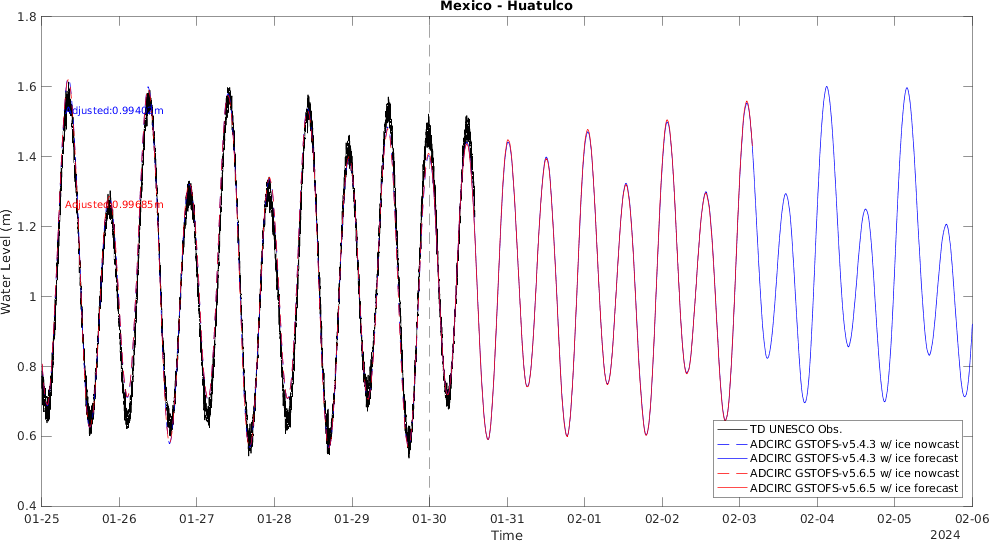 Mexico - Huatulco
1.8
1.6
1.4
1.2
1
0.8
0.6
0.4
Water Level (m)
Adjusted:0.99685m
TD UNESCO Obs.
ADCIRC GSTOFS-v5.4.3 w/ ice nowcast
ADCIRC GSTOFS-v5.4.3 w/ ice forecast
ADCIRC GSTOFS-v5.6.5 w/ ice nowcast
ADCIRC GSTOFS-v5.6.5 w/ ice forecast
01-25 01-26 01-27 01-28 01-29 01-30 01-31 02-01 02-02 02-03 02-04 02-05 02-06
Time
2024